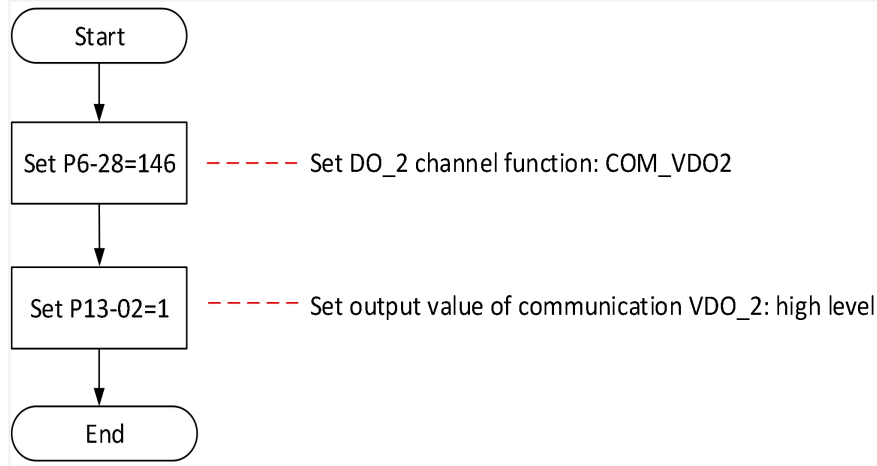 Start
Set P6-28=146
Set DO_2 channel function: COM_VDO2
Set P13-02=1
Set output value of communication VDO_2: high level
End